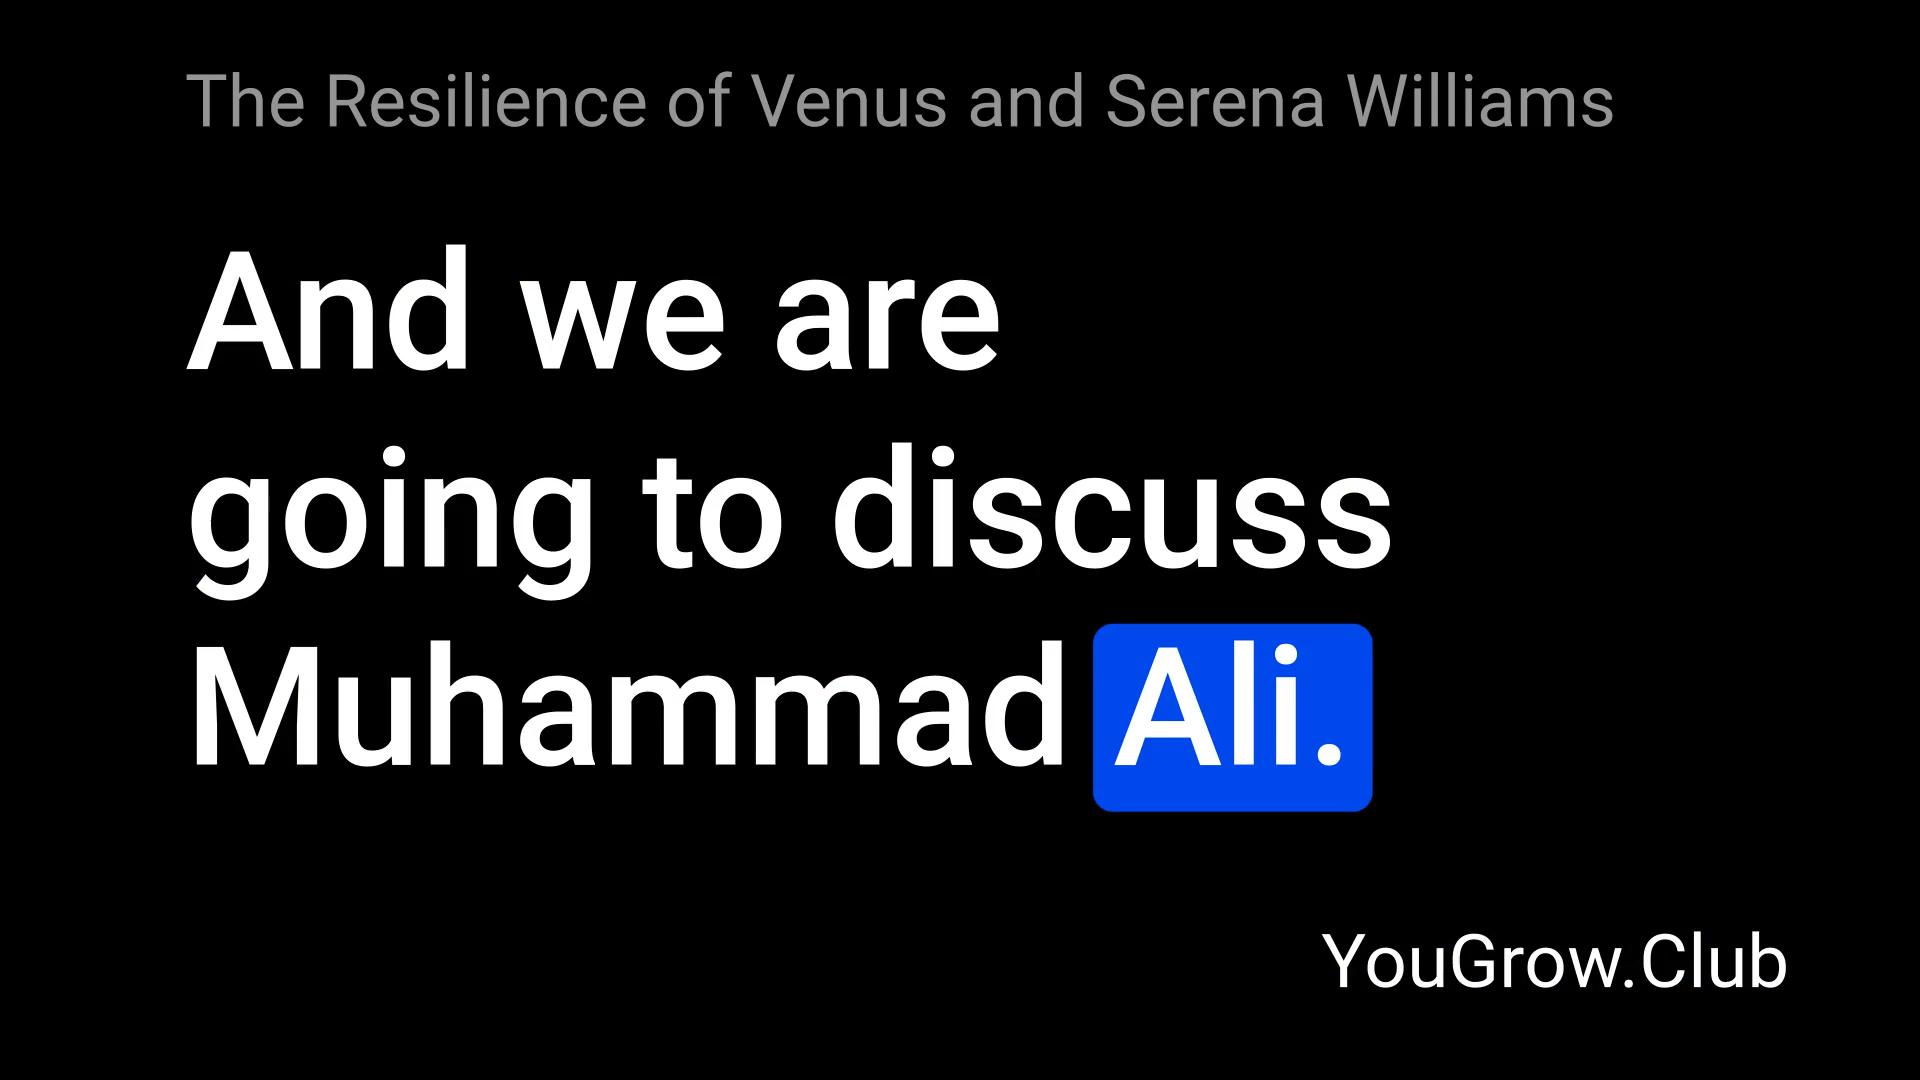 The Resilience of Venus and Serena Williams
And we are
going to discuss
Muhammad Ali.
YouGrow.Club